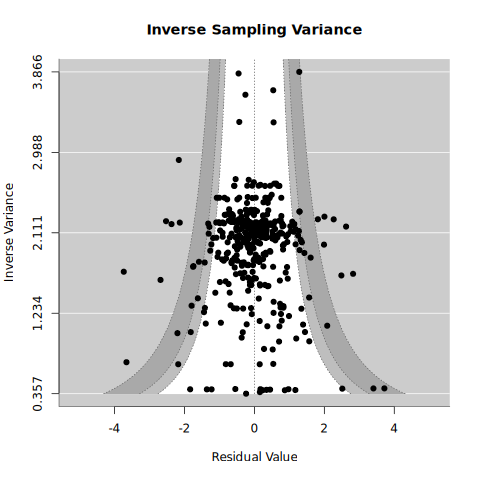 Inverse Sampling Variance
Inverse Variance
3.866
2.988
2.111
1.234
0.357
-4 -2 0 2 4
Residual Value